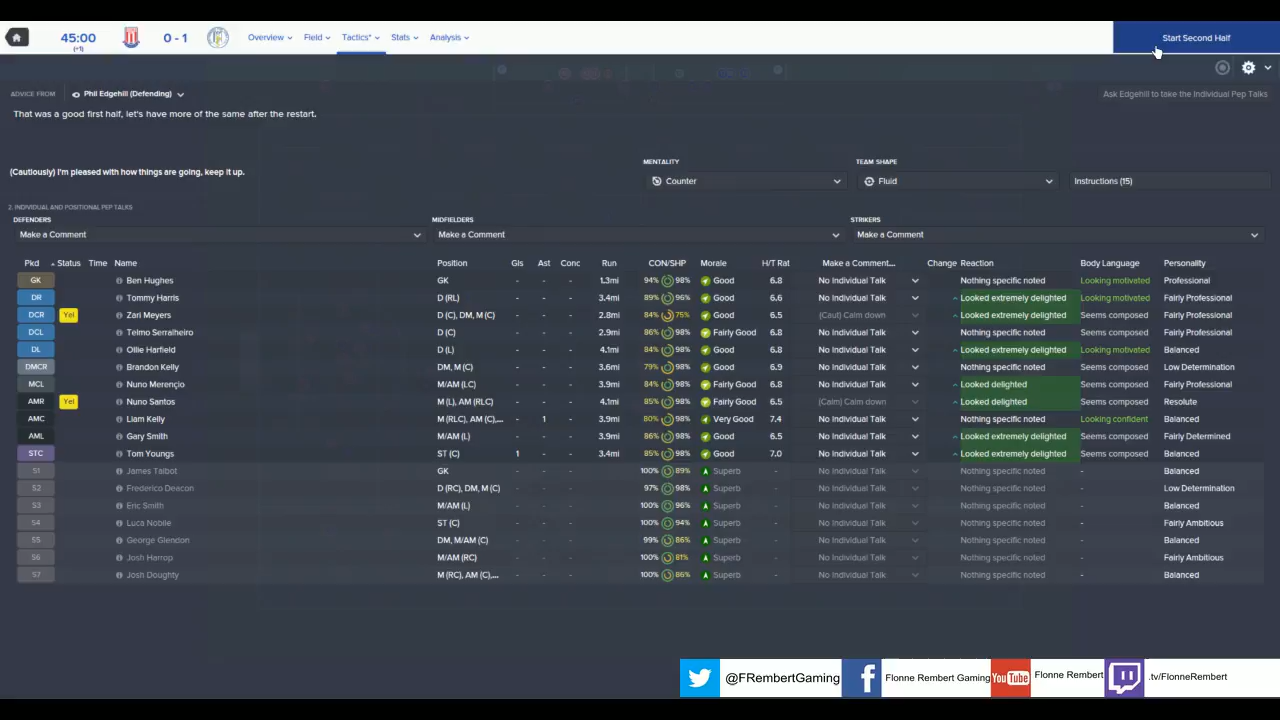 45:00 (+1) 0 - 1 Overview Field Tactics* Stats Analysis Start Second Half
ADVICE FROM Phil Edgehill (Defending) Ask Edgehill to take the Individual Pep Talks
That was a good first half, let's have more of the same after the restart.
MENTALITY TEAM SHAPE
(Cautiously) I'm pleased with how things are going, keep it up.
Counter Fluid Instructions (15)
2. INDIVIDUAL AND POSITIONAL PEP TALKS
DEFENDERS MIDFIELDERS STRIKERS
Make a Comment Make a Comment Make a Comment
Pkd Status Time Name Position Gls Ast Conc Run CON/SHP Morale H/T Rat Make a Comment... Change Reaction Body Language Personality
GK Ben Hughes GK - - - 1.3mi 94% 98% Good 6.8 No Individual Talk Nothing specific noted Looking motivated Professional
DR Tommy Harris D (RL) - - - 3.4mi 89% 96% Good 6.6 No Individual Talk Looked extremely delighted Looking motivated Fairly Professional
DCR Yel Zari Meyers D (C), DM, M (C) - - - 2.8mi 84% 75% Good 6.5 (Caut) Calm down Looked extremely delighted Seems composed Fairly Professional
DCL Telmo Serralheiro D (C) - - - 2.9mi 86% 98% Fairly Good 6.8 No Individual Talk Nothing specific noted Seems composed Fairly Professional
DL Ollie Harfield D (L) - - - 4.1mi 84% 98% Good 6.8 No Individual Talk Looked extremely delighted Looking motivated Balanced
DMCR Brandon Kelly DM, M (C) - - - 3.6mi 79% 98% Good 6.9 No Individual Talk Nothing specific noted Seems composed Low Determination
MCL Nuno Merençio M/AM (LC) - - - 3.9mi 84% 98% Fairly Good 6.8 No Individual Talk Looked delighted Seems composed Fairly Professional
AMR Yel Nuno Santos M (L), AM (RLC) - - - 4.1mi 85% 98% Fairly Good 6.5 (Calm) Calm down Looked delighted Seems composed Resolute
AMC Liam Kelly M (RLC), AM (C),... - 1 - 3.9mi 80% 98% Very Good 7.4 No Individual Talk Nothing specific noted Looking confident Balanced
AML Gary Smith M/AM (L) - - - 3.9mi 86% 98% Good 6.5 No Individual Talk Looked extremely delighted Seems composed Fairly Determined
STC Tom Youngs ST (C) 1 - - 3.4mi 85% 98% Good 7.0 No Individual Talk Looked extremely delighted Seems composed Balanced
S1 James Talbot GK - - - - 100% 89% Superb - No Individual Talk Nothing specific noted - Balanced
S2 Frederico Deacon D (RC), DM, M (C) - - - - 97% 98% Superb - No Individual Talk Nothing specific noted - Low Determination
S3 Eric Smith M/AM (L) - - - - 100% 96% Superb - No Individual Talk Nothing specific noted - Balanced
S4 Luca Nobile ST (C) - - - - 100% 94% Superb - No Individual Talk Nothing specific noted - Fairly Ambitious
S5 George Glendon DM, M/AM (C) - - - - 99% 86% Superb - No Individual Talk Nothing specific noted - Balanced
S6 Josh Harrop M/AM (RC) - - - - 100% 81% Superb - No Individual Talk Nothing specific noted - Fairly Ambitious
S7 Josh Doughty M (RC), AM (C),... - - - - 100% 86% Superb - No Individual Talk Nothing specific noted - Balanced
@FRembertGaming Flonne Rembert Gaming YouTube Flonne Rembert .tv/FlonneRembert